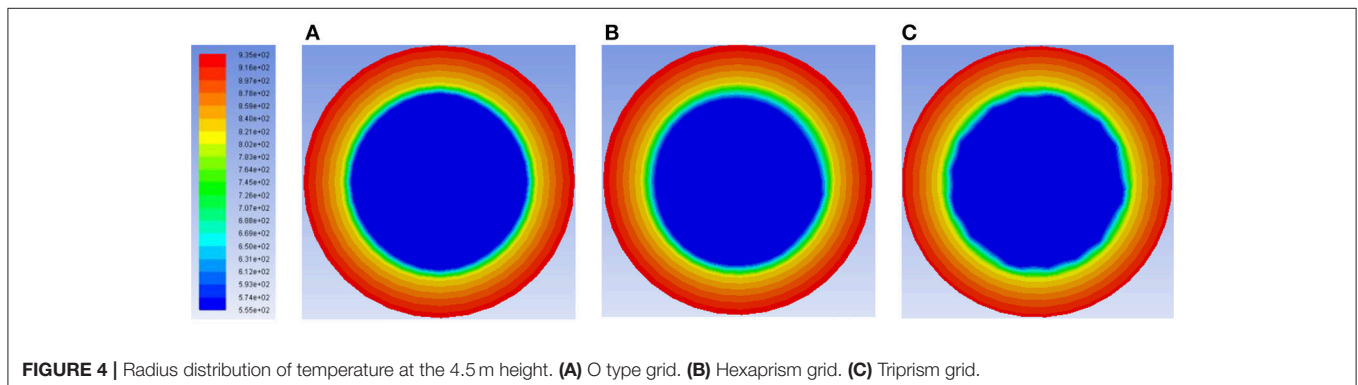 A
B
C
9.35e+02
9.16e+02
8.97e+02
8.78e+02
8.59e+02
8.40e+02
8.21e+02
8.02e+02
7.83e+02
7.64e+02
7.45e+02
7.26e+02
7.07e+02
6.88e+02
6.69e+02
6.50e+02
6.31e+02
6.12e+02
5.93e+02
5.74e+02
5.55e+02
FIGURE 4 | Radius distribution of temperature at the 4.5 m height. (A) O type grid. (B) Hexaprism grid. (C) Triprism grid.